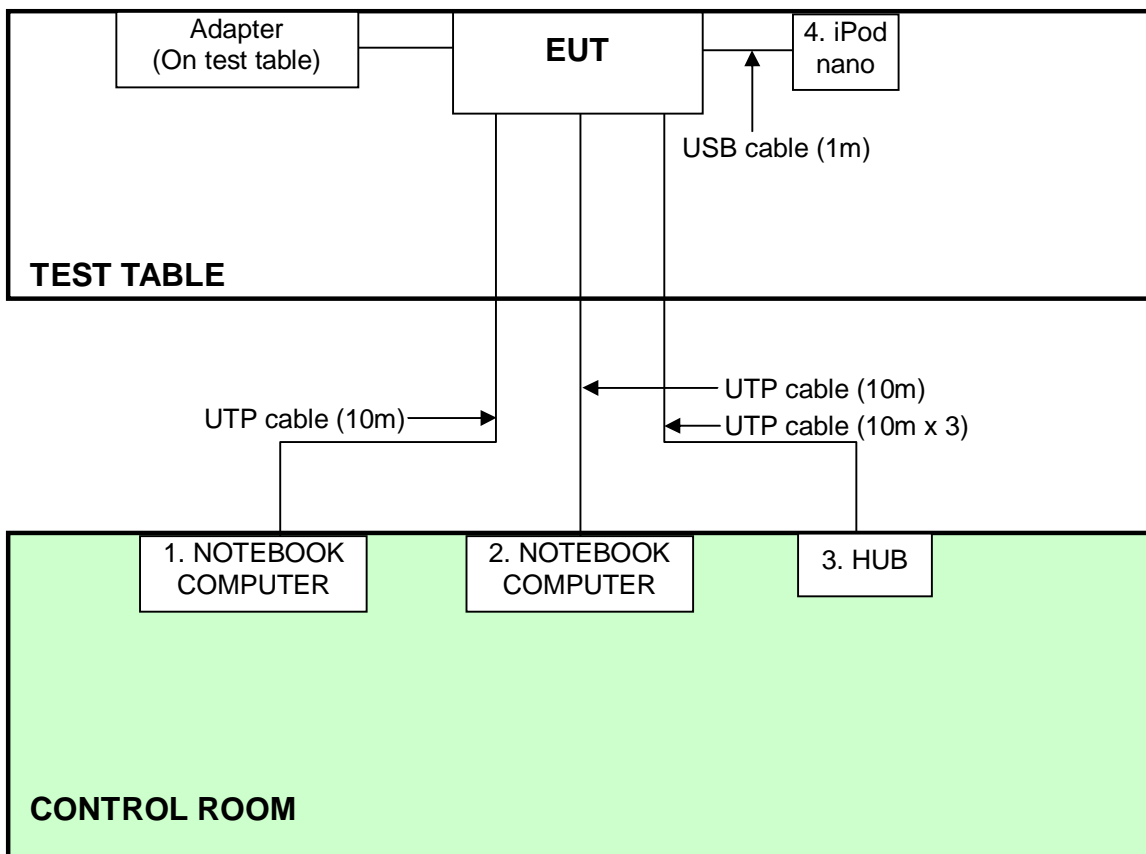 Adapter
(On test table)
EUT
4. iPod
nano
USB cable (1m)
TEST TABLE
UTP cable (10m)
UTP cable (10m)
UTP cable (10m x 3)
1. NOTEBOOK
COMPUTER
2. NOTEBOOK
COMPUTER
3. HUB
CONTROL ROOM